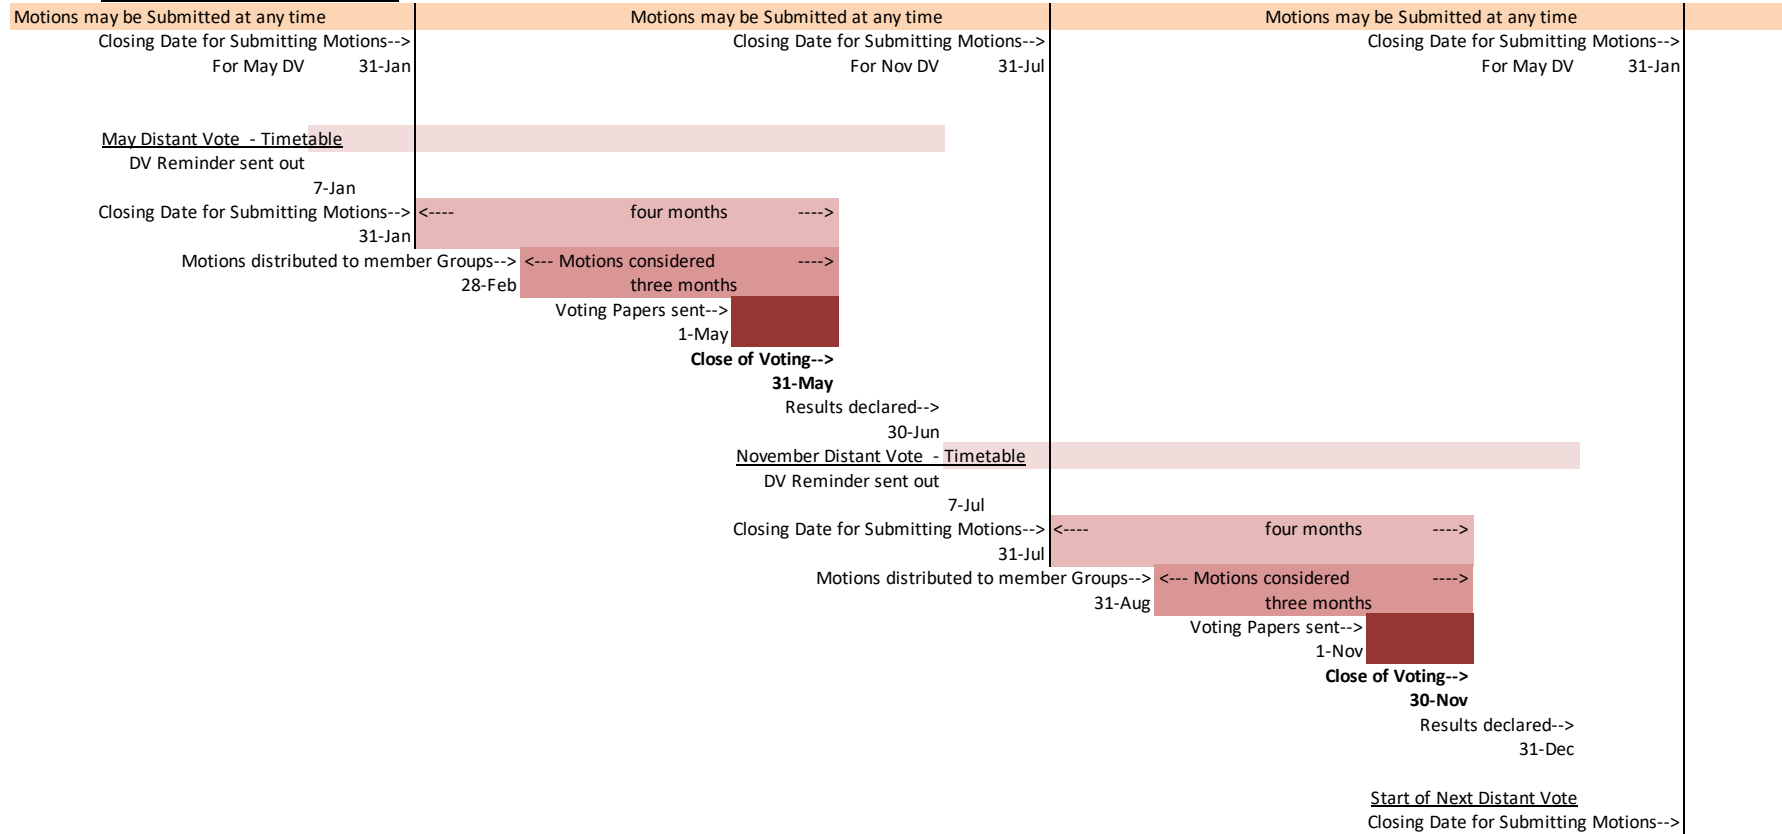 Motions may be Submitted at any time Motions may be Submitted at any time Motions may be Submitted at any time
Closing Date for Submitting Motions--> Closing Date for Submitting Motions--> Closing Date for Submitting Motions-->
For May DV 31-Jan For Nov DV 31-Jul For May DV 31-Jan
May Distant Vote - Timetable
DV Reminder sent out
7-Jan
Closing Date for Submitting Motions--> <---- four months ---->
31-Jan
Motions distributed to member Groups--> <--- Motions considered ---->
28-Feb three months
Voting Papers sent-->
1-May
Close of Voting-->
31-May
Results declared-->
30-Jun
November Distant Vote - Timetable
DV Reminder sent out
7-Jul
Closing Date for Submitting Motions--> <---- four months ---->
31-Jul
Motions distributed to member Groups--> <--- Motions considered ---->
31-Aug three months
Voting Papers sent-->
1-Nov
Close of Voting-->
30-Nov
Results declared-->
31-Dec
Start of Next Distant Vote
Closing Date for Submitting Motions-->